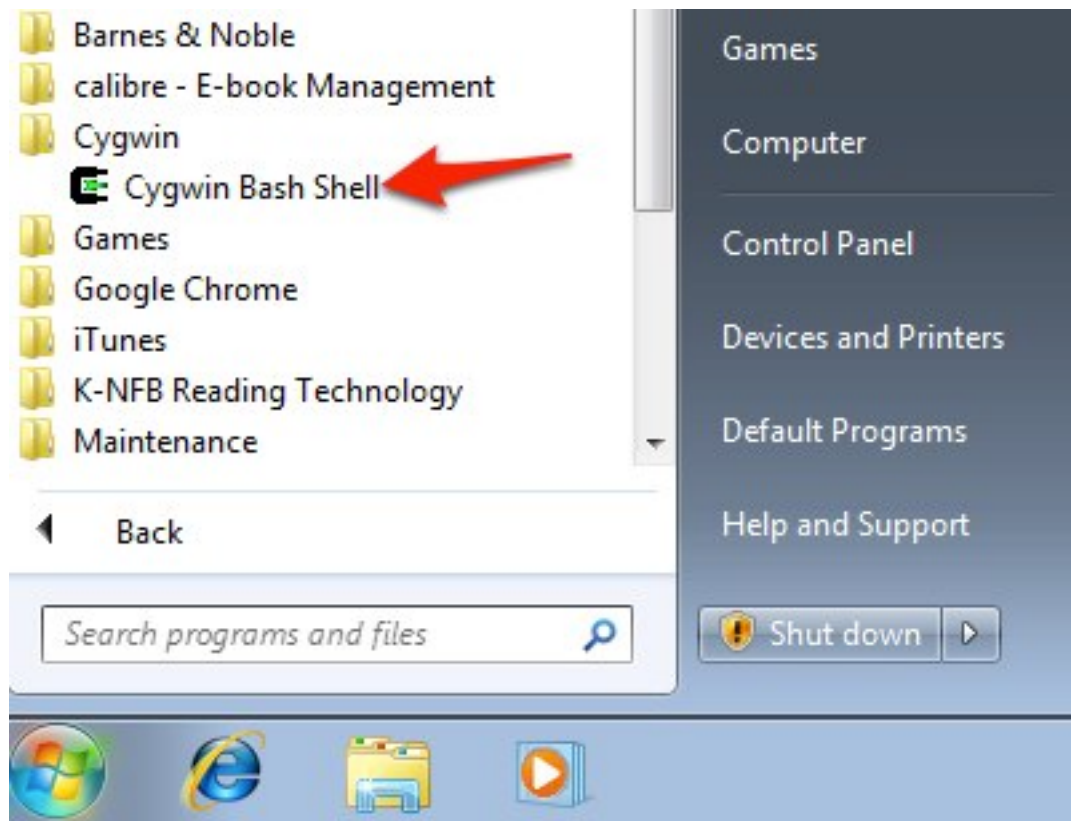 Barnes & Noble
calibre - E-book Management
Cygwin
Cygwin Bash Shell
Games
Google Chrome
iTunes
K-NFB Reading Technology
Maintenance
Back
Search programs and files
Games
Computer
Control Panel
Devices and Printers
Default Programs
Help and Support
Shut down